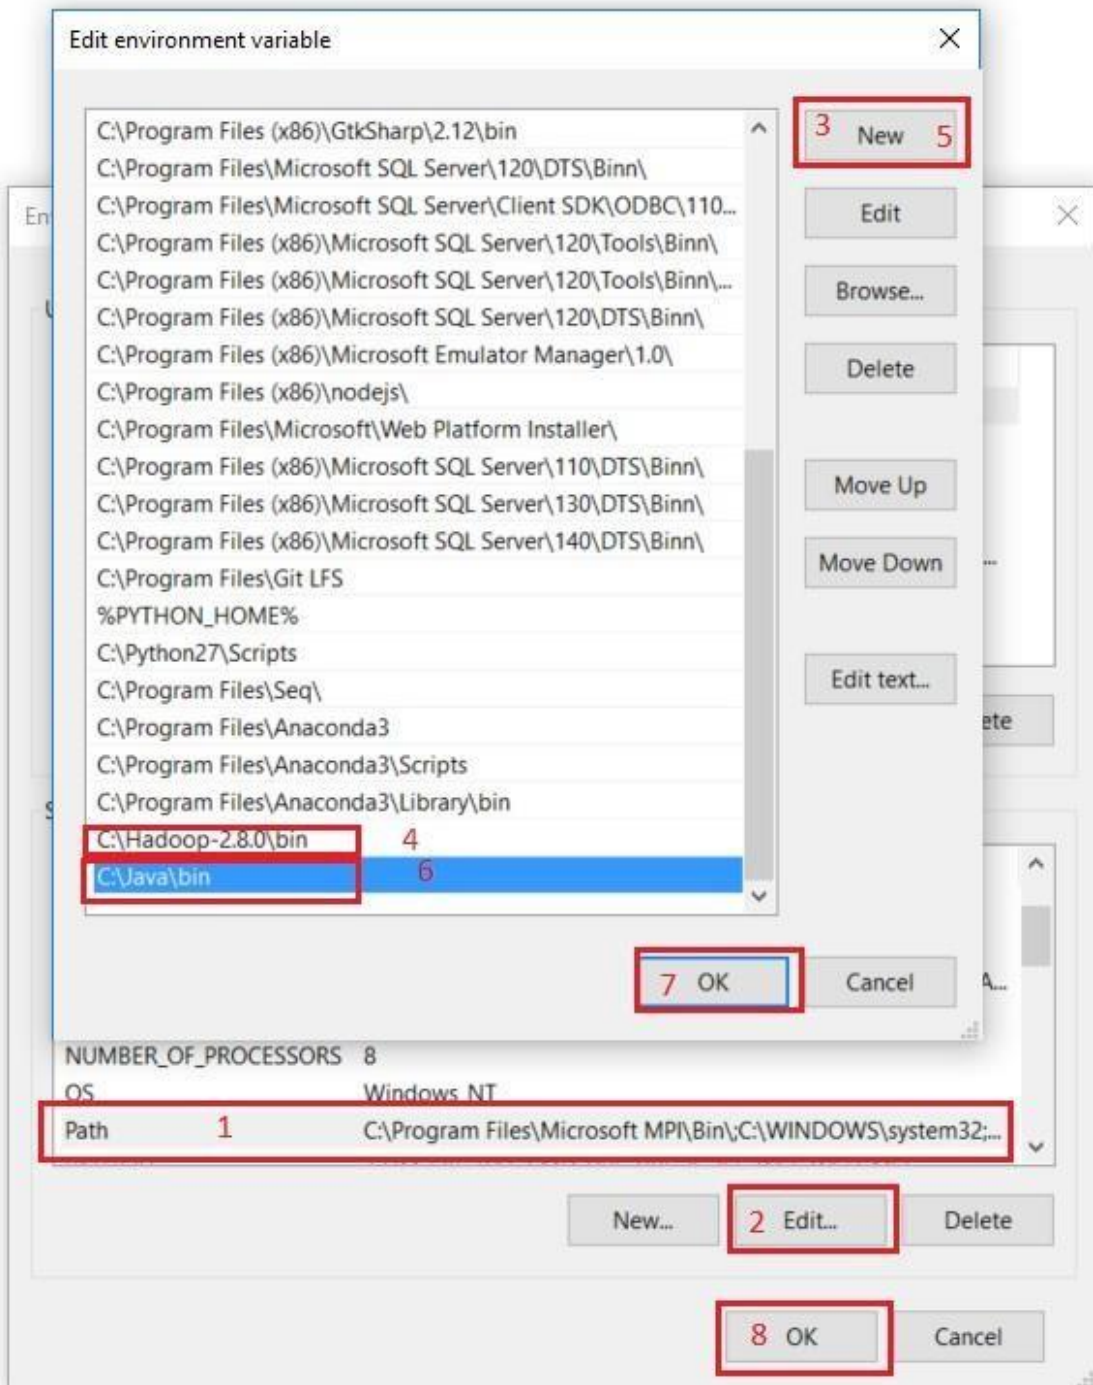 Edit environment variable
C:\Program Files (x86)\GtkSharp\2.12\bin
C:\Program Files\Microsoft SQL Server\120\DTS\Binn\
C:\Program Files\Microsoft SQL Server\Client SDK\ODBC\110...
C:\Program Files (x86)\Microsoft SQL Server\120\Tools\Binn\
C:\Program Files (x86)\Microsoft SQL Server\120\Tools\Binn\...
C:\Program Files (x86)\Microsoft SQL Server\120\DTS\Binn\
C:\Program Files (x86)\Microsoft Emulator Manager\1.0\
C:\Program Files (x86)\nodejs\
C:\Program Files\Microsoft\Web Platform Installer\
C:\Program Files (x86)\Microsoft SQL Server\110\DTS\Binn\
C:\Program Files (x86)\Microsoft SQL Server\130\DTS\Binn\
C:\Program Files (x86)\Microsoft SQL Server\140\DTS\Binn\
C:\Program Files\Git LFS
%PYTHON_HOME%
C:\Python27\Scripts
C:\Program Files\Seq\
C:\Program Files\Anaconda3
C:\Program Files\Anaconda3\Scripts
C:\Program Files\Anaconda3\Library\bin
C:\Hadoop-2.8.0\bin 4
C:\Java\bin 6
3 New 5
Edit
Browse...
Delete
Move Up
Move Down
Edit text...
7 OK
Cancel
En
ete
A...
NUMBER_OF_PROCESSORS 8
OS Windows_NT
Path 1 C:\Program Files\Microsoft MPI\Bin\;C:\WINDOWS\system32;...
New...
2 Edit...
Delete
8 OK
Cancel